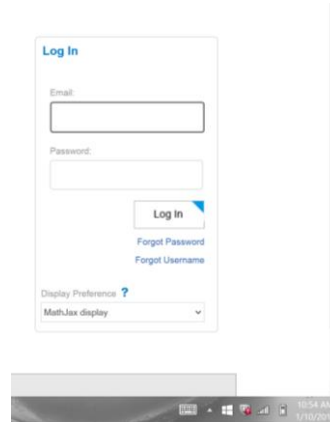 Log In
Email:
Password:
Log In
Forgot Password
Forgot Username
Display Preference ?
MathJax display
10:54 AM